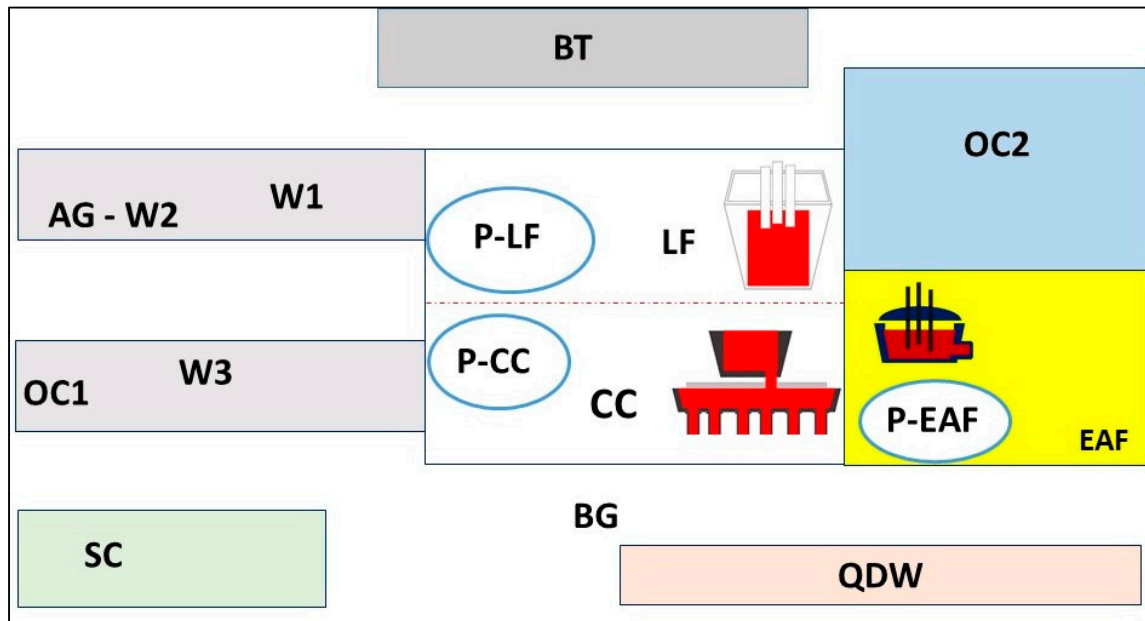 BT
OC2
W1
AG - W2
P-LF
LF
W3
OC1
P-CC
CC
P-EAF
EAF
BG
SC
QDW